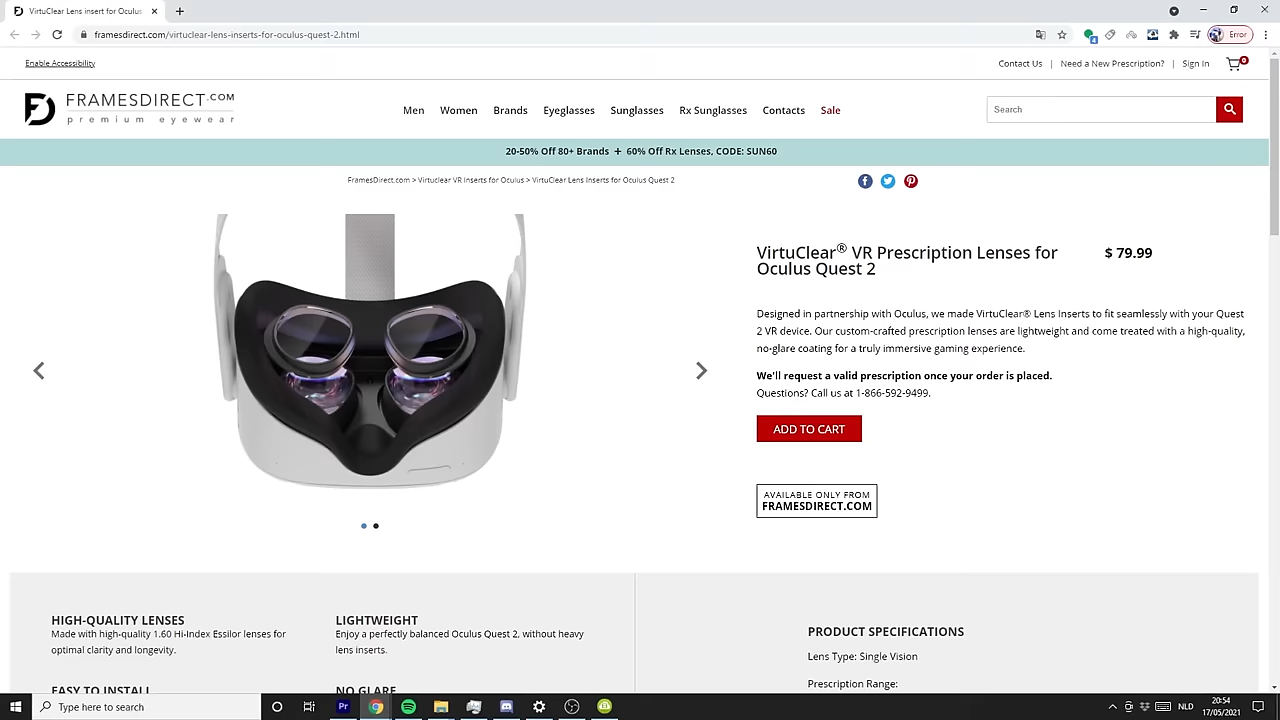 VirtuClear Lens insert for Oculus
framesdirect.com/virtuclear-lens-inserts-for-oculus-quest-2.html
4
Error
Enable Accessibility
Contact Us | Need a New Prescription? | Sign In
0
FRAMESDIRECT.COM
premium eyewear
Men Women Brands Eyeglasses Sunglasses Rx Sunglasses Contacts Sale
Search
20-50% Off 80+ Brands + 60% Off Rx Lenses, CODE: SUN60
FramesDirect.com > Virtuclear VR Inserts for Oculus > VirtuClear Lens Inserts for Oculus Quest 2
VirtuClear® VR Prescription Lenses for
Oculus Quest 2
$ 79.99
Designed in partnership with Oculus, we made VirtuClear® Lens Inserts to fit seamlessly with your Quest
2 VR device. Our custom-crafted prescription lenses are lightweight and come treated with a high-quality,
no-glare coating for a truly immersive gaming experience.
We'll request a valid prescription once your order is placed.
Questions? Call us at 1-866-592-9499.
ADD TO CART
AVAILABLE ONLY FROM
FRAMESDIRECT.COM
HIGH-QUALITY LENSES
Made with high-quality 1.60 Hi-Index Essilor lenses for
optimal clarity and longevity.
LIGHTWEIGHT
Enjoy a perfectly balanced Oculus Quest 2, without heavy
lens inserts.
EASY TO INSTALL
NO GLARE
PRODUCT SPECIFICATIONS
Lens Type: Single Vision
Prescription Range:
Type here to search
Pr
NLD
20:54
17/05/2021